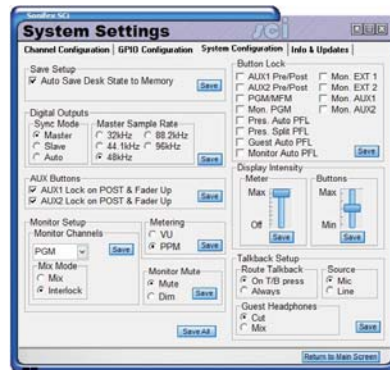 Sonifex SCi
System Settings
sci
Channel Configuration
GPIO Configuration
System Configuration
Info & Updates
Save Setup
Auto Save Desk State to Memory
Save
Digital Outputs
Sync Mode
Master
Slave
Auto
Master Sample Rate
32kHz
88.2kHz
44.1kHz
96kHz
48kHz
Save
AUX Buttons
AUX1 Lock on POST & Fader Up
AUX2 Lock on POST & Fader Up
Save
Monitor Setup
Monitor Channels
PGM
Save
Mix Mode
Mix
Interlock
Metering
VU
PPM
Save
Monitor Mute
Mute
Dim
Save
Save All
Button Lock
AUX1 Pre/Post
Mon. EXT 1
AUX2 Pre/Post
Mon. EXT 2
PGM/MFM
Mon. AUX1
Mon. PGM
Mon. AUX2
Pres. Auto PFL
Pres. Split PFL
Guest Auto PFL
Monitor Auto PFL
Save
Display Intensity
Meter
Max
Off
Save
Buttons
Max
Min
Save
Talkback Setup
Route Talkback
On T/B press
Always
Source
Mic
Line
Guest Headphones
Cut
Mix
Save
Return to Main Screen